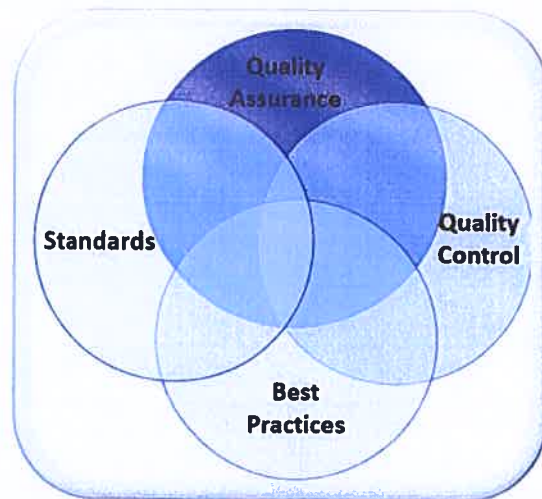 Quality
Assurance
Standards
Quality
Control
Best
Practices